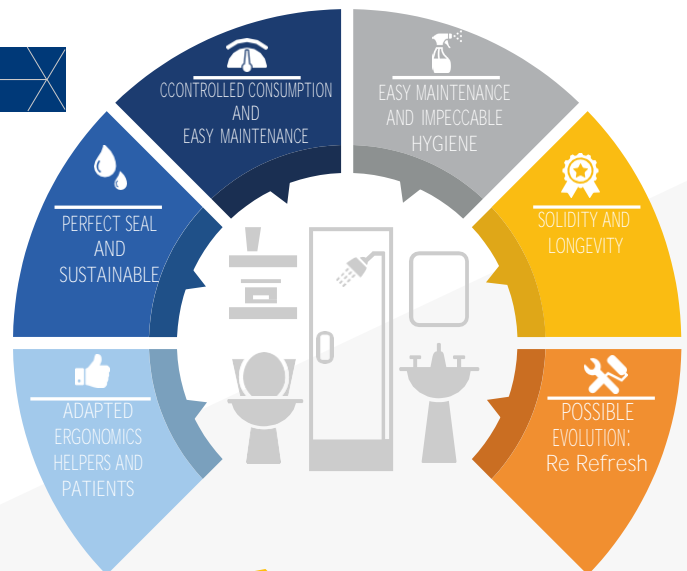 CCONTROLLED CONSUMPTION
AND
EASY MAINTENANCE
EASY MAINTENANCE
AND IMPECCABLE
HYGIENE
PERFECT SEAL
AND
SUSTAINABLE
SOLIDITY AND
LONGEVITY
ADAPTED
ERGONOMICS
HELPERS AND
PATIENTS
POSSIBLE
EVOLUTION:
Re Refresh